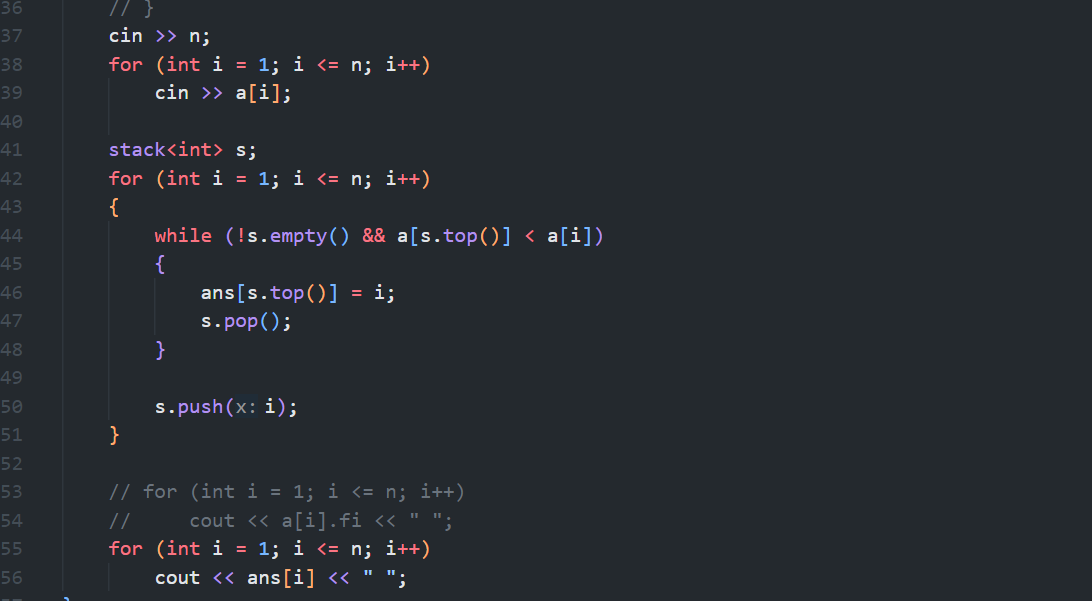 36 // }
37 cin >> n;
38 for (int i = 1; i <= n; i++)
39 cin >> a[i];
40
41 stack<int> s;
42 for (int i = 1; i <= n; i++)
43 {
44 while (!s.empty() && a[s.top()] < a[i])
45 {
46 ans[s.top()] = i;
47 s.pop();
48 }
49
50 s.push(x: i);
51 }
52
53 // for (int i = 1; i <= n; i++)
54 // cout << a[i].fi << " ";
55 for (int i = 1; i <= n; i++)
56 cout << ans[i] << " ";